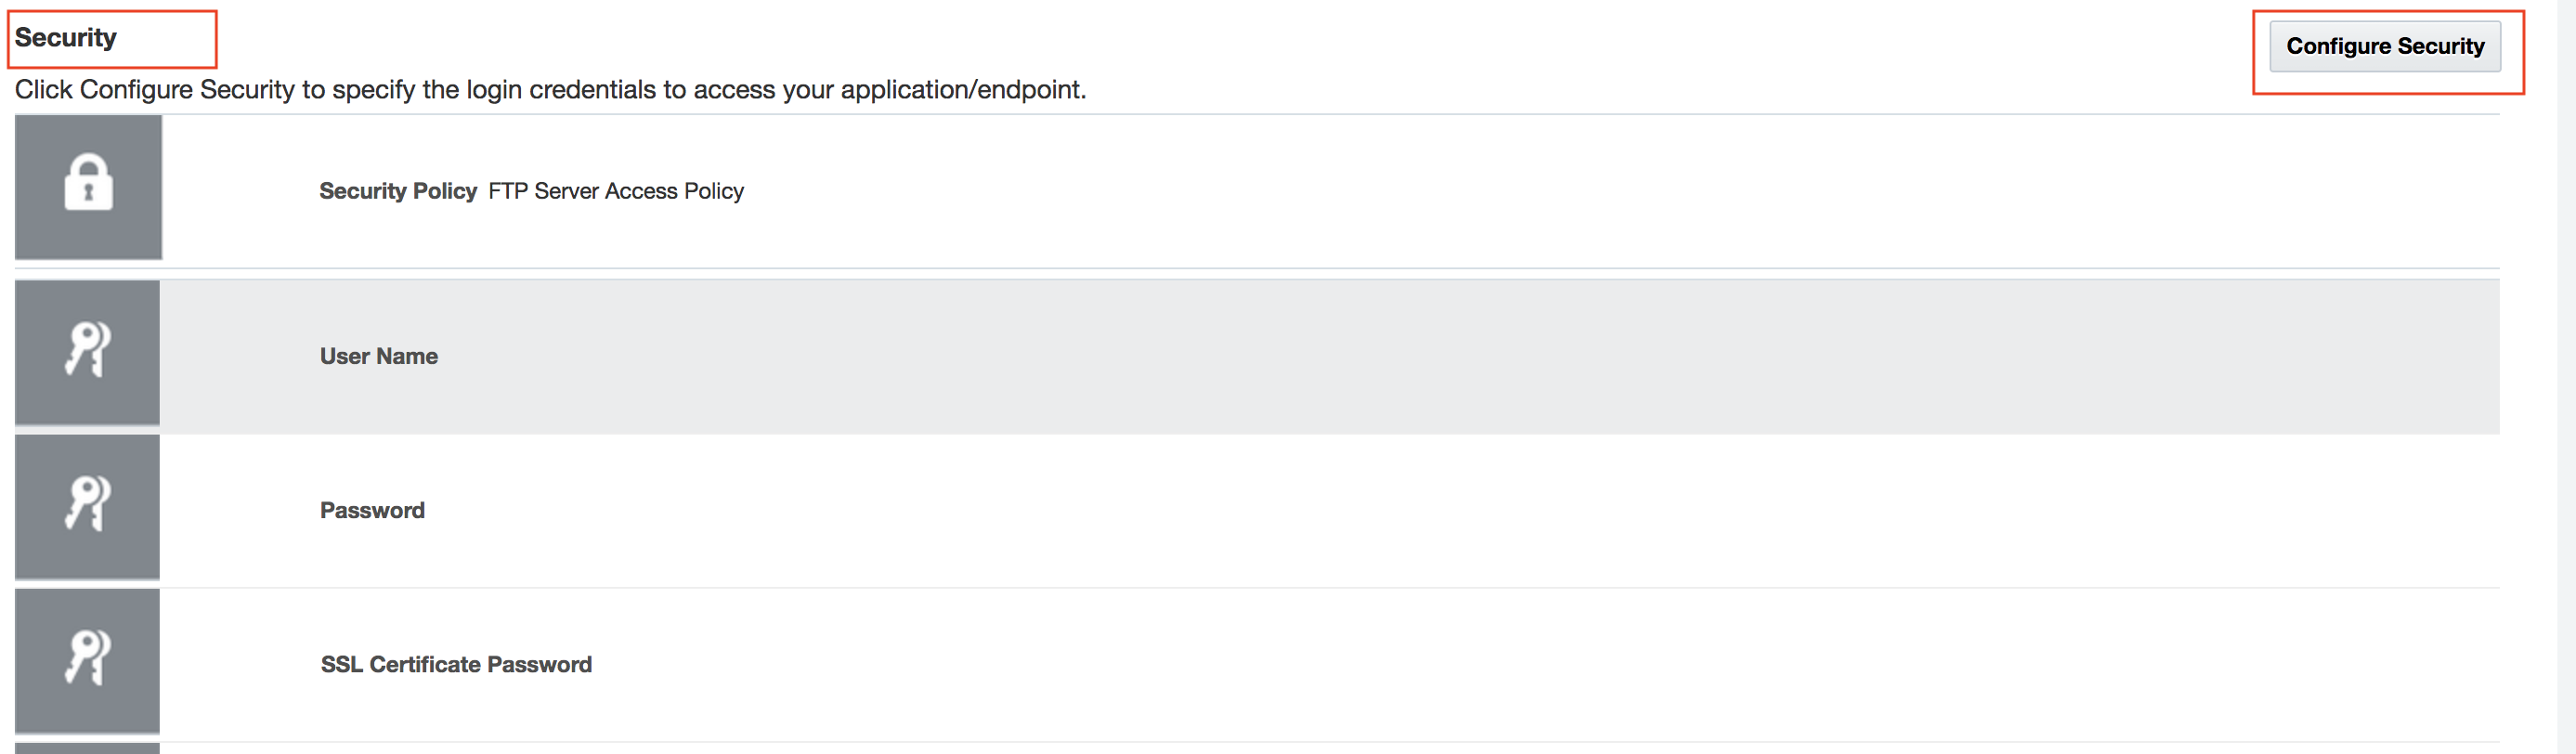 Security
Configure Security
Click Configure Security to specify the login credentials to access your application/endpoint.
Security Policy FTP Server Access Policy
User Name
Password
SSL Certificate Password